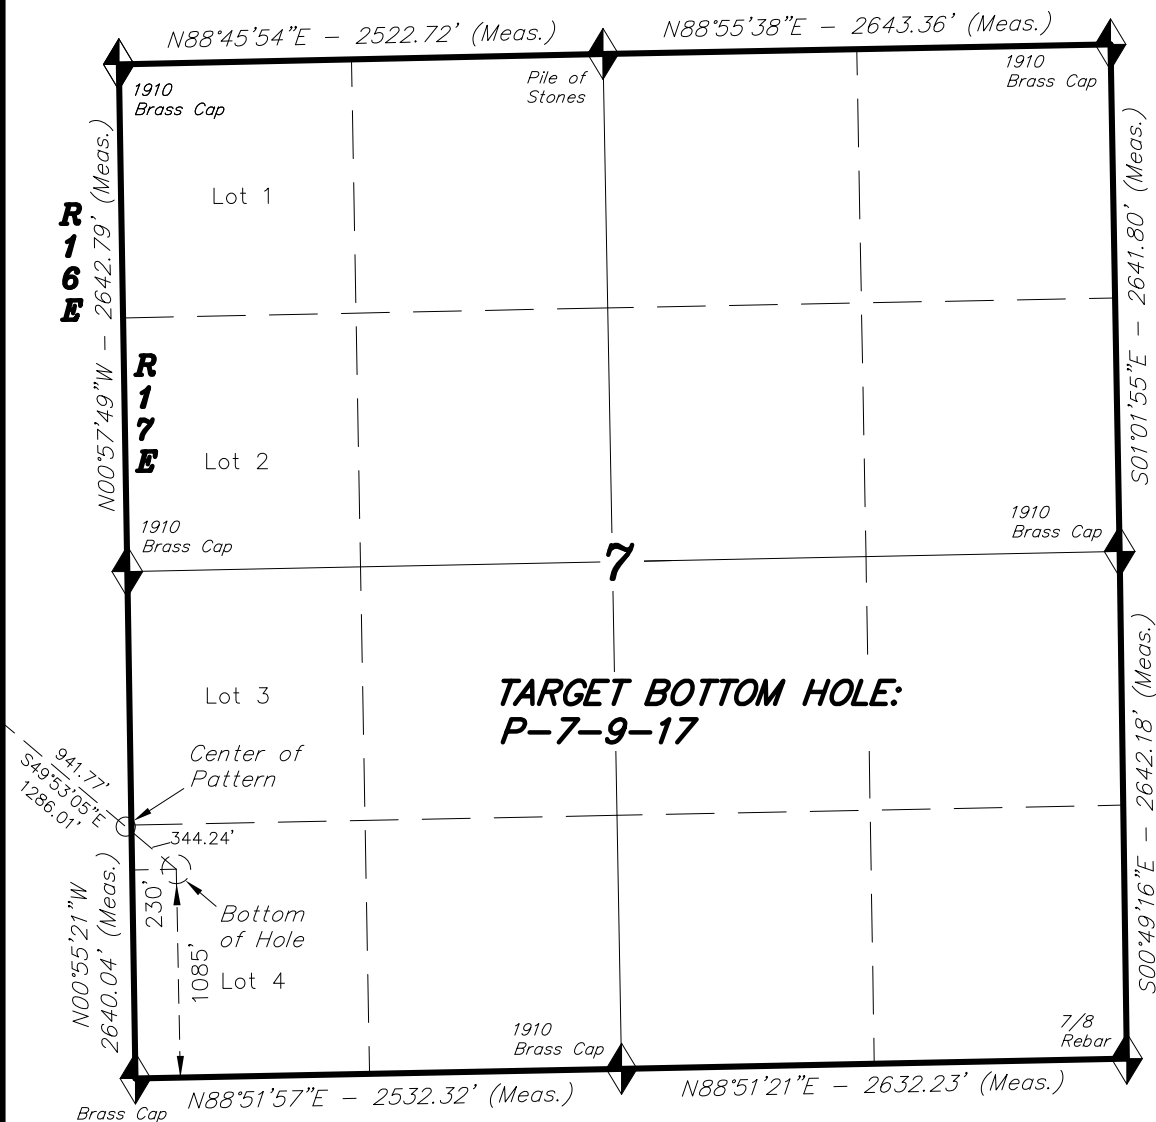 N88°45'54"E - 2522.72' (Meas.)
N88°55'38"E - 2643.36' (Meas.)
1910
Brass Cap
Pile of
Stones
1910
Brass Cap
Lot 1
R
1
6
E
N00°57'49"W - 2642.79' (Meas.)
S01°01'55"E - 2641.80' (Meas.)
R
1
7
E
Lot 2
1910
Brass Cap
1910
Brass Cap
7
Lot 3
TARGET BOTTOM HOLE:
P-7-9-17
Center of
Pattern
941.77'
S49°53'05"E
1286.01'
344.24'
S00°49'16"E - 2642.18' (Meas.)
N00°55'21"W
2640.04' (Meas.)
230'
Bottom
of Hole
1085'
Lot 4
1910
Brass Cap
7/8
Rebar
Brass Cap
N88°51'57"E - 2532.32' (Meas.)
N88°51'21"E - 2632.23' (Meas.)